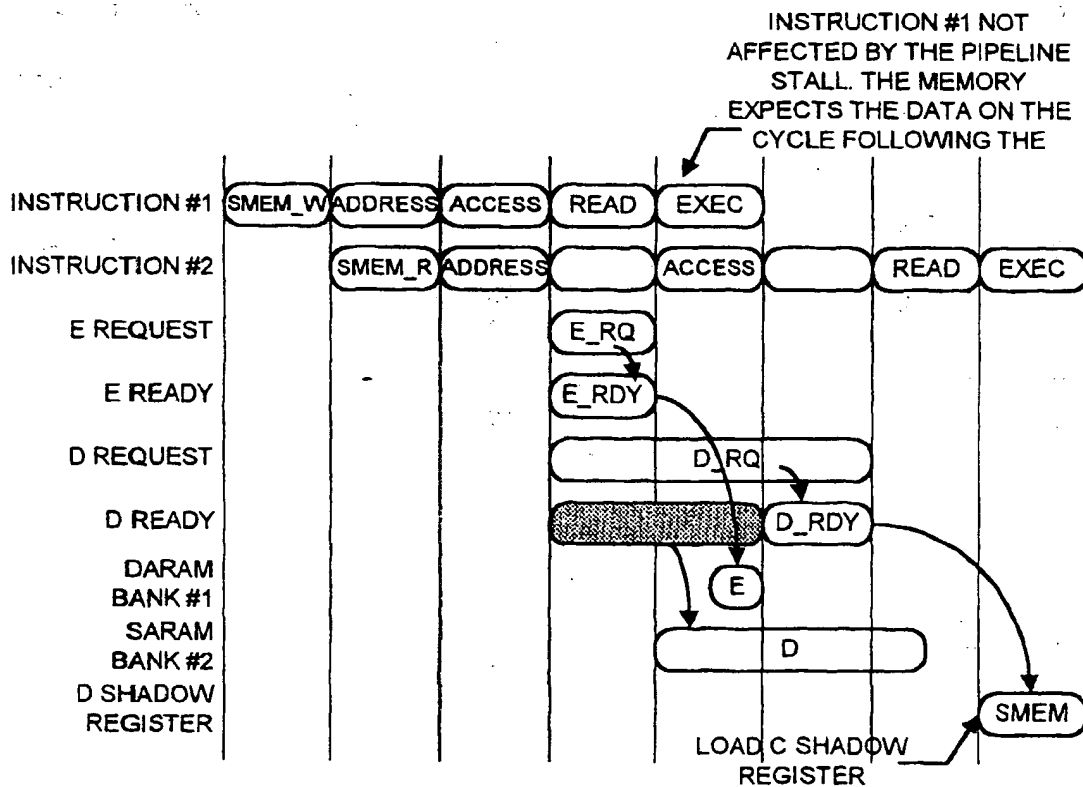 INSTRUCTION #1 NOT
AFFECTED BY THE PIPELINE
STALL. THE MEMORY
EXPECTS THE DATA ON THE
CYCLE FOLLOWING THE
INSTRUCTION #1 SMEM_W ADDRESS ACCESS READ EXEC
INSTRUCTION #2 SMEM_R ADDRESS ACCESS READ EXEC
E REQUEST E_RQ
E READY E_RDY
D REQUEST D_RQ
D READY D_RDY
DARAM
BANK #1 E
SARAM
BANK #2 D
D SHADOW
REGISTER SMEM
LOAD C SHADOW
REGISTER